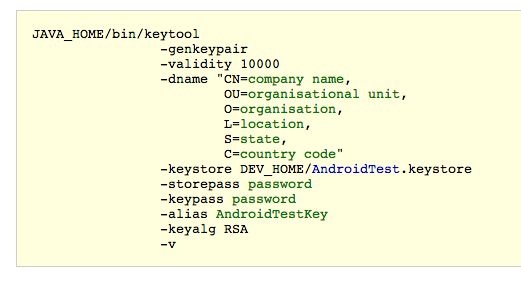 JAVA_HOME/bin/keytool
-genkeypair
-validity 10000
-dname "CN=company name,
OU=organisational unit,
O=organisation,
L=location,
S=state,
C=country code"
-keystore DEV_HOME/AndroidTest.keystore
-storepass password
-keypass password
-alias AndroidTestKey
-keyalg RSA
-v